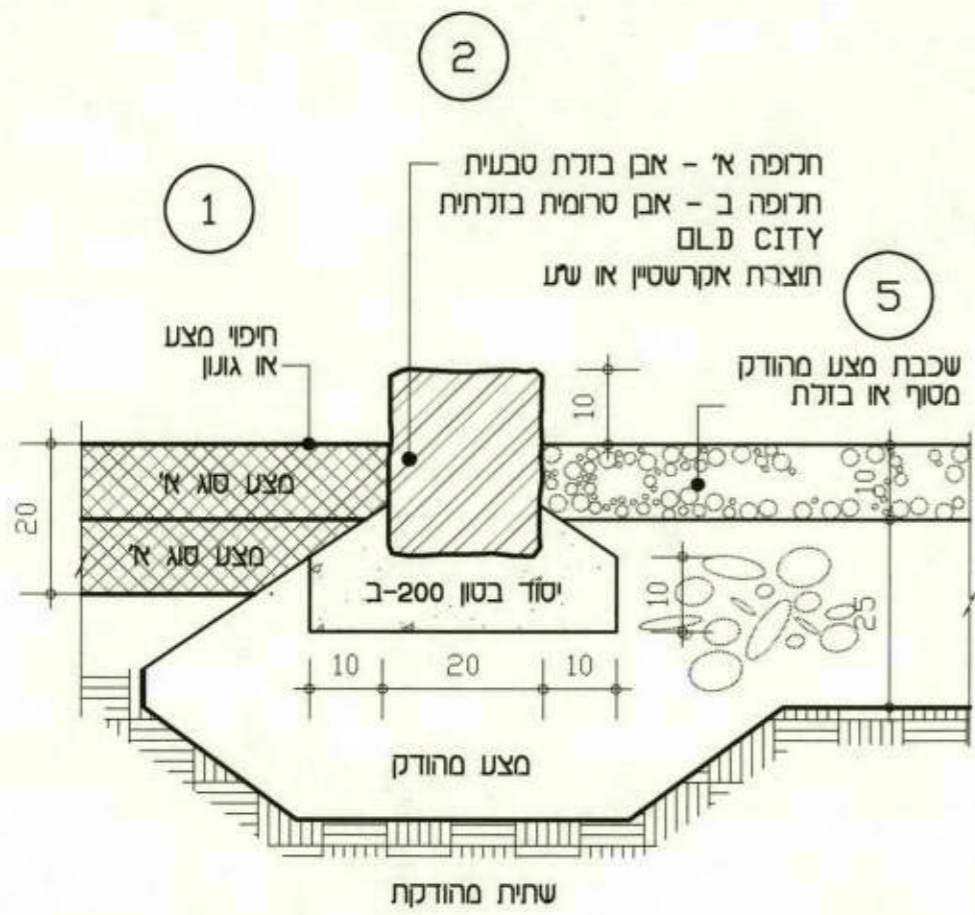 2
1
חלופה א' - אבן בזלת טבעית
חלופה ב - אבן טרומית בזלתית
OLD CITY
תוצרת אקרשטיין או ש"ע
5
חיפוי מצע
או גוון
שכבת מצע מהודק
מסוף או בזלת
10
20
מצע סוג א'
מצע סוג א'
10
יסוד בטון ב-200
10
25
10
20
10
מצע מהודק
שתית מהודקת